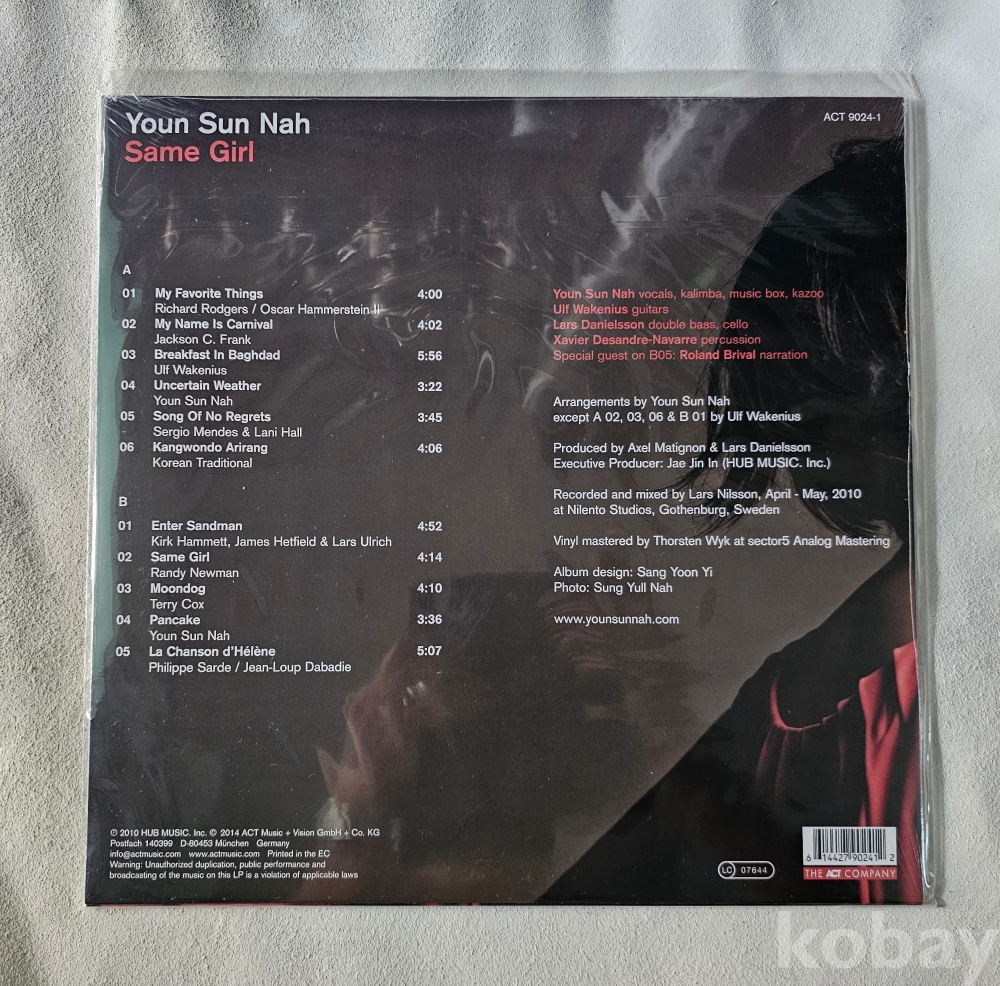 Youn Sun Nah
Same Girl
ACT 9024-1
A
01 My Favorite Things 4:00
Richard Rodgers / Oscar Hammerstein II
02 My Name Is Carnival 4:02
Jackson C. Frank
03 Breakfast In Baghdad 5:56
Ulf Wakenius
04 Uncertain Weather 3:22
Youn Sun Nah
05 Song Of No Regrets 3:45
Sergio Mendes & Lani Hall
06 Kangwondo Arirang 4:06
Korean Traditional
B
01 Enter Sandman 4:52
Kirk Hammett, James Hetfield & Lars Ulrich
02 Same Girl 4:14
Randy Newman
03 Moondog 4:10
Terry Cox
04 Pancake 3:36
Youn Sun Nah
05 La Chanson d'Hélène 5:07
Philippe Sarde / Jean-Loup Dabadie
Youn Sun Nah vocals, kalimba, music box, kazoo
Ulf Wakenius guitars
Lars Danielsson double bass, cello
Xavier Desandre-Navarre percussion
Special guest on B05: Roland Brival narration
Arrangements by Youn Sun Nah
except A 02, 03, 06 & B 01 by Ulf Wakenius
Produced by Axel Matignon & Lars Danielsson
Executive Producer: Jae Jin In (HUB MUSIC. Inc.)
Recorded and mixed by Lars Nilsson, April - May, 2010
at Nilento Studios, Gothenburg, Sweden
Vinyl mastered by Thorsten Wyk at sector5 Analog Mastering
Album design: Sang Yoon Yi
Photo: Sung Yull Nah
www.younsunnah.com
℗ 2010 HUB MUSIC. Inc. © 2014 ACT Music + Vision GmbH + Co. KG
Postfach 140399 D-80453 München Germany
info@actmusic.com www.actmusic.com Printed in the EC
Warning: Unauthorized duplication, public performance and
broadcasting of the music on this LP is a violation of applicable laws
LC 07644
6 14427 90241 2
THE ACT COMPANY
kobay